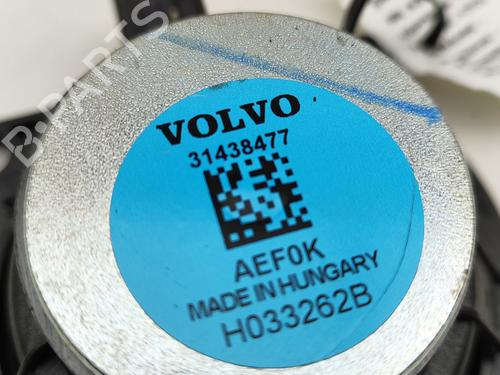 B-PARTS
VOLVO
31438477
AEF0K
MADE IN HUNGARY
H033262B